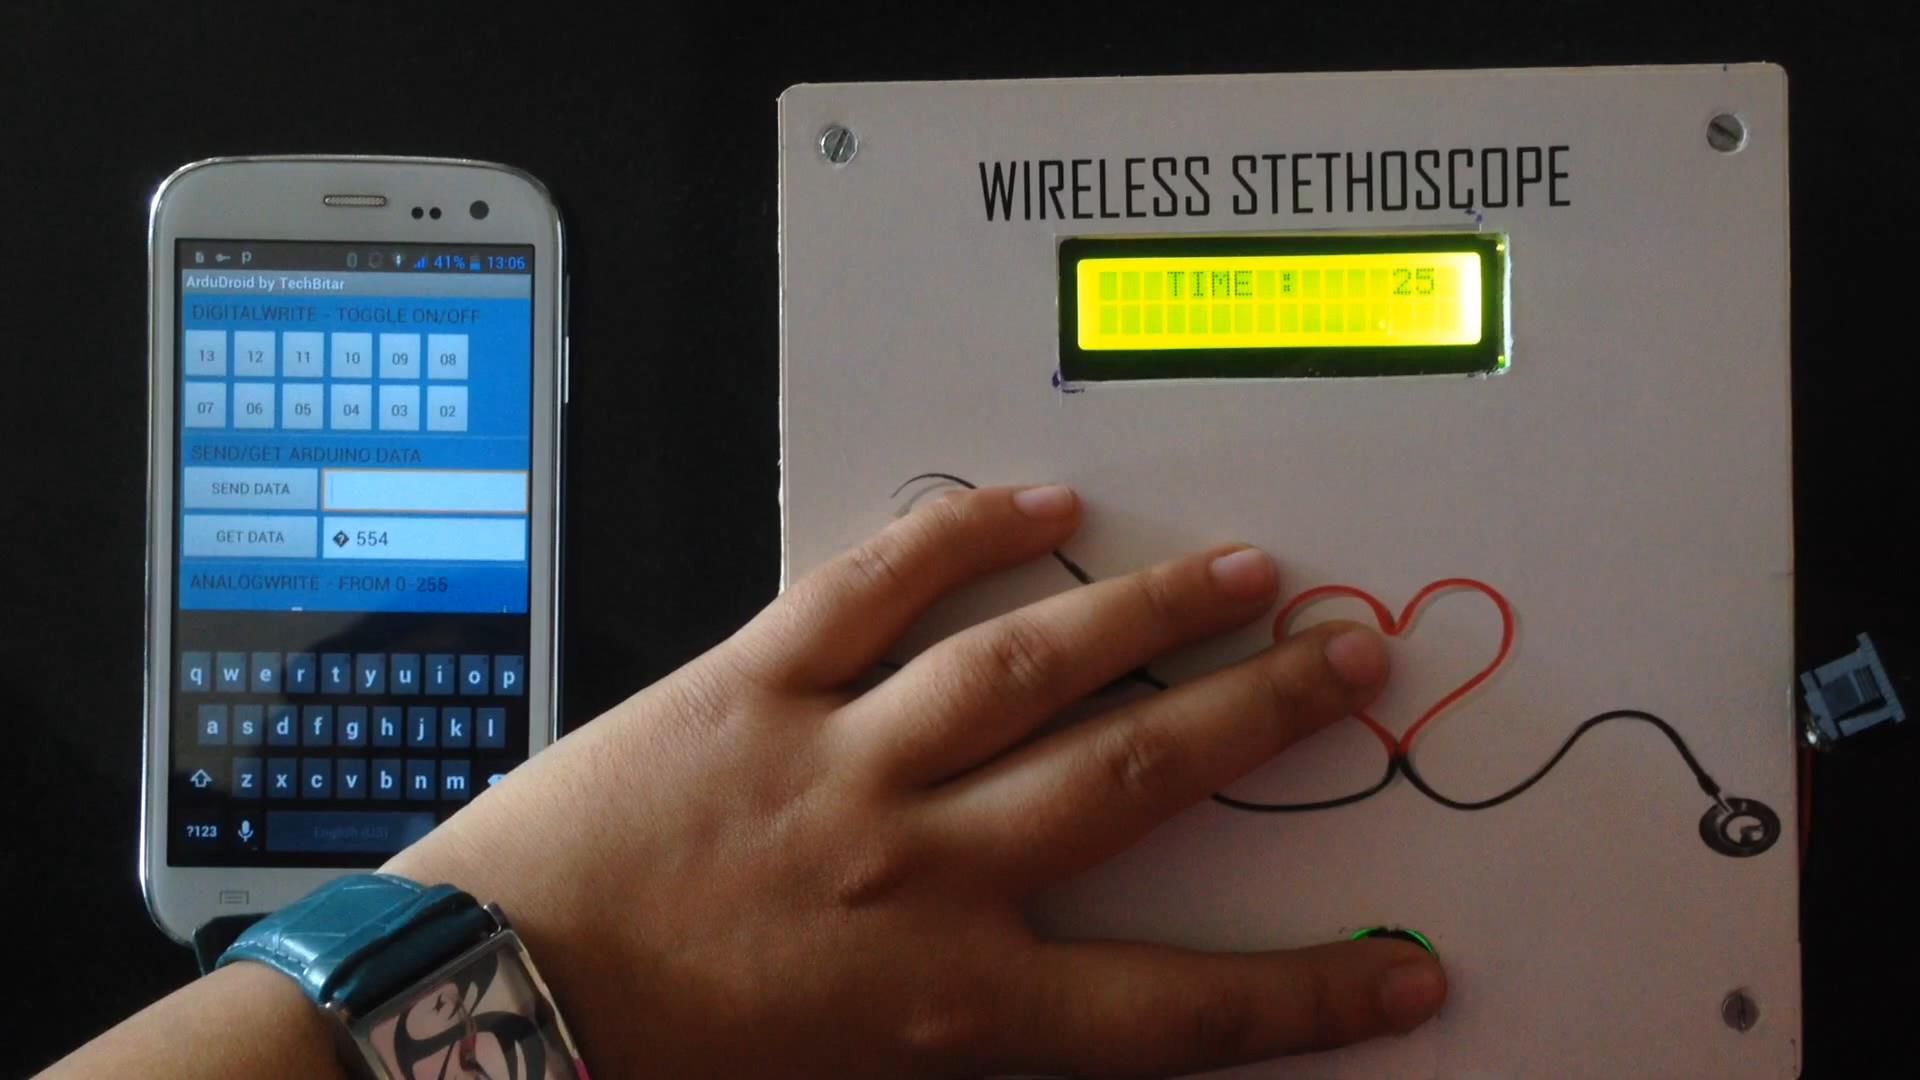 41% 13:06
ArduDroid by TechBitar
DIGITALWRITE - TOGGLE ON/OFF
13 12 11 10 09 08
07 06 05 04 03 02
SEND/GET ARDUINO DATA
SEND DATA
GET DATA 554
ANALOGWRITE - FROM 0-255
q w e r t y u i o p
a s d f g h j k l
z x c v b n m
?123 English (US)
WIRELESS STETHOSCOPE
TIME : 25